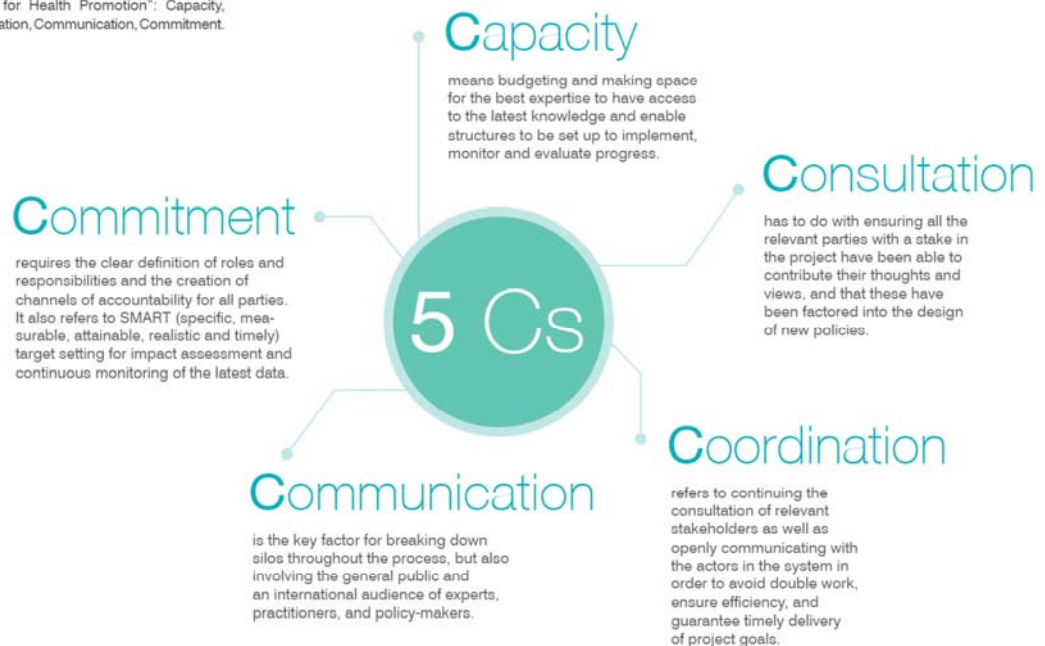 for Health Promotion": Capacity,
ation, Communication, Commitment.
Capacity
means budgeting and making space
for the best expertise to have access
to the latest knowledge and enable
structures to be set up to implement,
monitor and evaluate progress.
Consultation
has to do with ensuring all the
relevant parties with a stake in
the project have been able to
contribute their thoughts and
views, and that these have
been factored into the design
of new policies.
Commitment
requires the clear definition of roles and
responsibilities and the creation of
channels of accountability for all parties.
It also refers to SMART (specific, mea-
surable, attainable, realistic and timely)
target setting for impact assessment and
continuous monitoring of the latest data.
5 Cs
Coordination
refers to continuing the
consultation of relevant
stakeholders as well as
openly communicating with
the actors in the system in
order to avoid double work,
ensure efficiency, and
guarantee timely delivery
of project goals.
Communication
is the key factor for breaking down
silos throughout the process, but also
involving the general public and
an international audience of experts,
practitioners, and policy-makers.